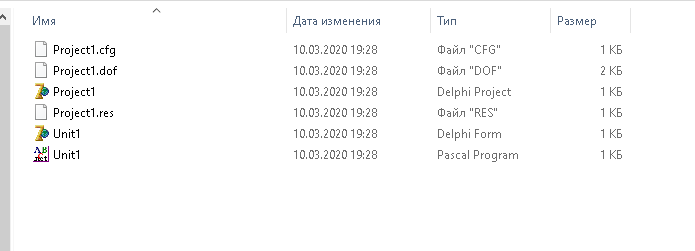 Имя Дата изменения Тип Размер
Project1.cfg 10.03.2020 19:28 Файл "CFG" 1 КБ
Project1.dof 10.03.2020 19:28 Файл "DOF" 2 КБ
Project1 10.03.2020 19:28 Delphi Project 1 КБ
Project1.res 10.03.2020 19:28 Файл "RES" 1 КБ
Unit1 10.03.2020 19:28 Delphi Form 1 КБ
Unit1 10.03.2020 19:28 Pascal Program 1 КБ